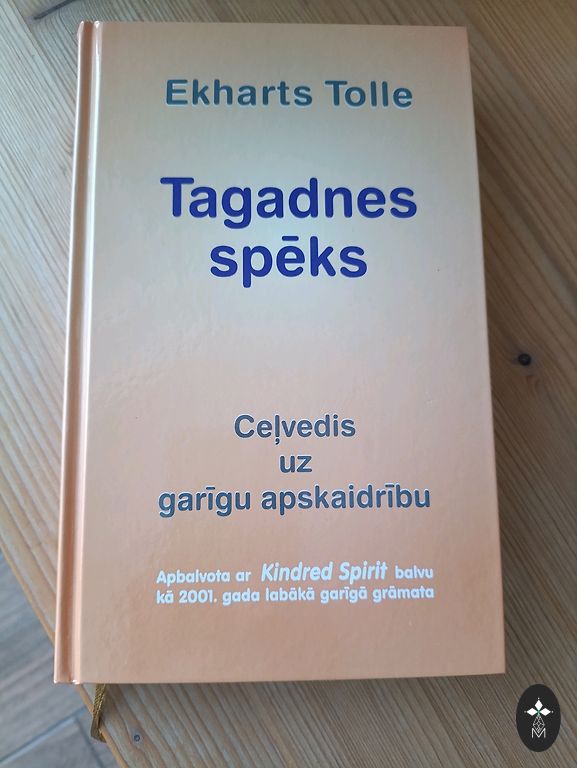 Ekharts Tolle
Tagadnes
spēks
Ceļvedis
uz
garīgu apskaidrību
Apbalvota ar Kindred Spirit balvu
kā 2001. gada labākā garīgā grāmata
M